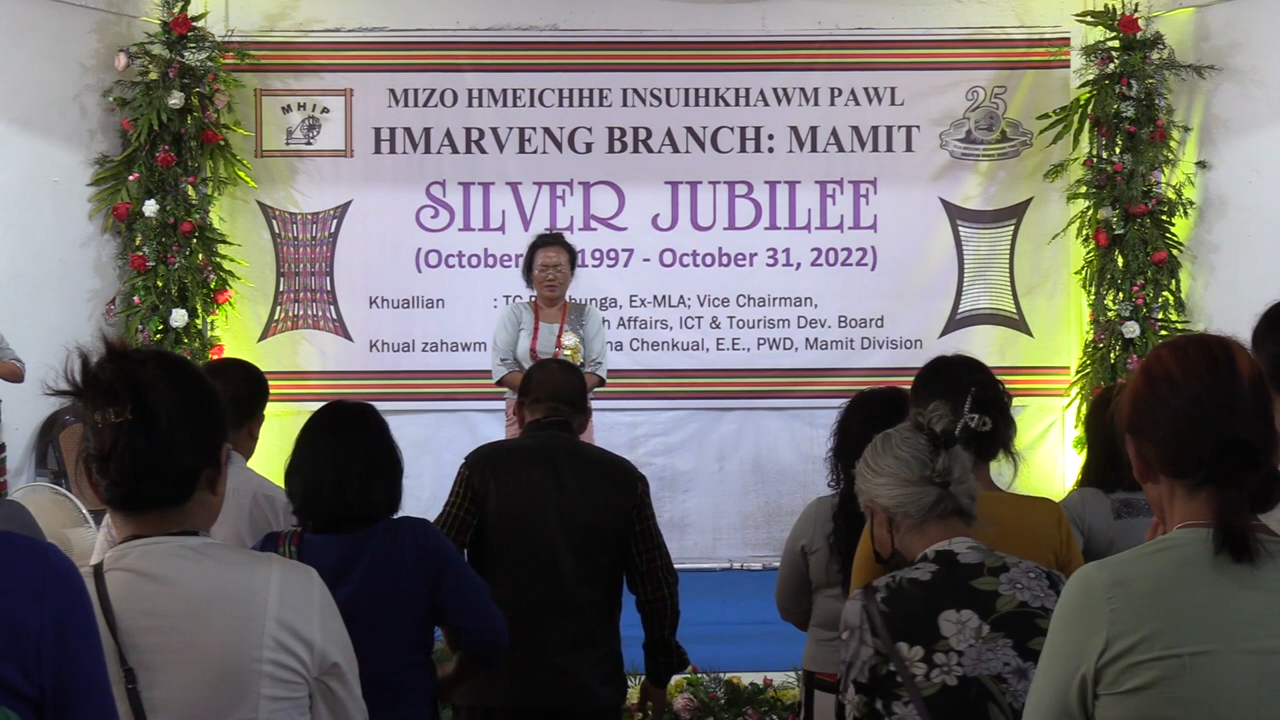 MHIP
MIZO HMEICHHE INSUIHKHAWM PAWL
HMARVENG BRANCH: MAMIT
25
SILVER JUBILEE
(October 1997 - October 31, 2022)
Khuallian : TC hunga, Ex-MLA; Vice Chairman,
Affairs, ICT & Tourism Dev. Board
Khual zahawm Chenkual, E.E., PWD, Mamit Division